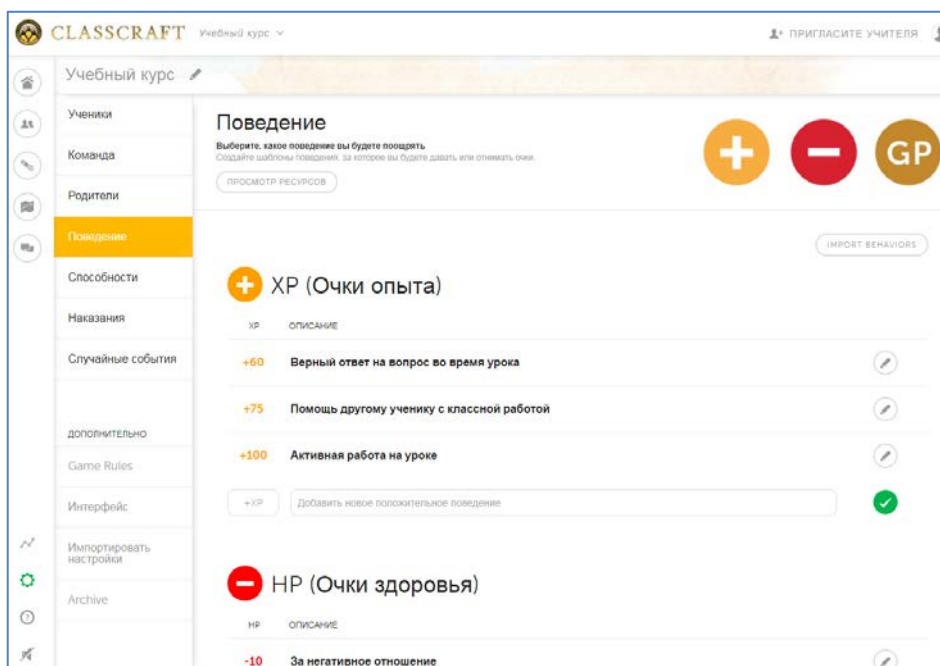 CLASSCRAFT Учебный курс
ПРИГЛАСИТЕ УЧИТЕЛЯ
Учебный курс
Ученики
Команда
Родители
Поведение
Способности
Наказания
Случайные события
ДОПОЛНИТЕЛЬНО
Game Rules
Интерфейс
Импортировать
настройки
Archive
Поведение
Выберите, какое поведение вы будете поощрять
Создайте шаблоны поведения, за которое вы будете давать или отнимать очки.
ПРОСМОТР РЕСУРСОВ
GP
IMPORT BEHAVIORS
XP (Очки опыта)
XP ОПИСАНИЕ
+60 Верный ответ на вопрос во время урока
+75 Помощь другому ученику с классной работой
+100 Активная работа на уроке
+XP Добавить новое положительное поведение
HP (Очки здоровья)
HP ОПИСАНИЕ
-10 За негативное отношение